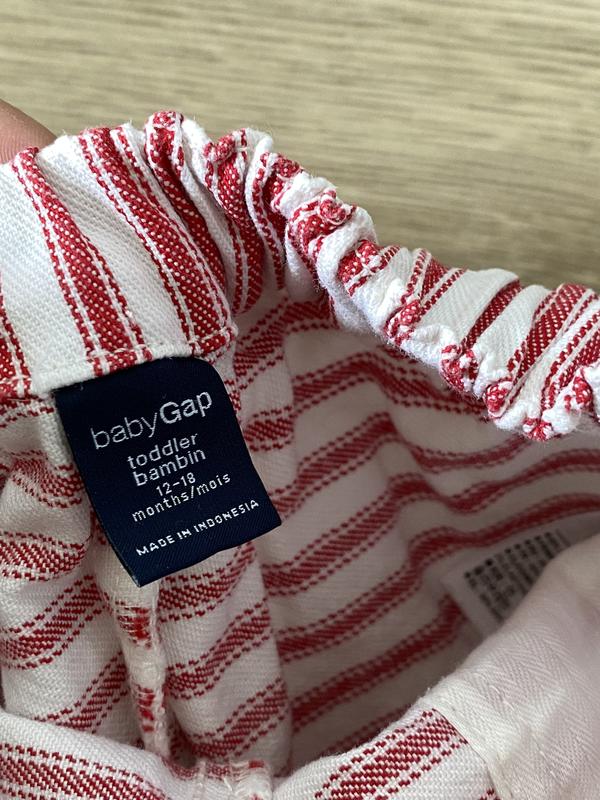 babyGap
toddler
bambin
12-18
months/mois
MADE IN INDONESIA